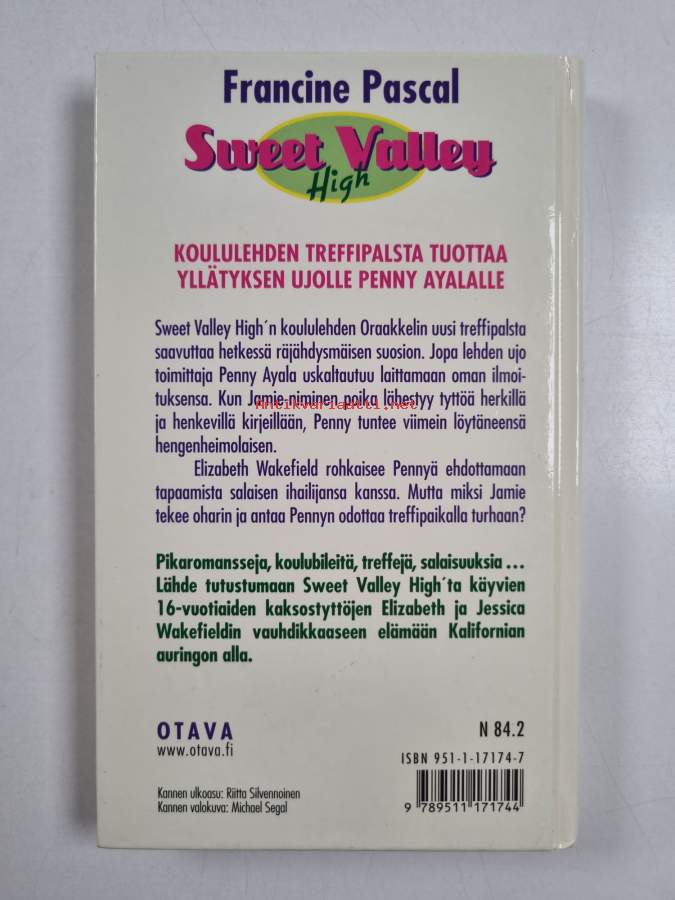 Francine Pascal
Sweet Valley
High
KOULULEHDEN TREFFIPALSTA TUOTTAA
YLLÄTYKSEN UJOLLE PENNY AYALALLE
Sweet Valley High´n koululehden Oraakkelin uusi treffipalsta
saavuttaa hetkessä räjähdysmäisen suosion. Jopa lehden ujo
toimittaja Penny Ayala uskaltautuu laittamaan oman ilmoi-
tuksensa. Kun Jamie-niminen poika lähestyy tyttöä herkillä
Antikvariaatti.net
ja henkevillä kirjeillään, Penny tuntee viimein löytäneensä
hengenheimolaisen.
Elizabeth Wakefield rohkaisee Pennyä ehdottamaan
tapaamista salaisen ihailijansa kanssa. Mutta miksi Jamie
tekee oharin ja antaa Pennyn odottaa treffipaikalla turhaan?
Pikaromansseja, koulubileitä, treffejä, salaisuuksia ...
Lähde tutustumaan Sweet Valley High´ta käyvien
16-vuotiaiden kaksostyttöjen Elizabeth ja Jessica
Wakefieldin vauhdikkaaseen elämään Kalifornian
auringon alla.
OTAVA
www.otava.fi
N 84.2
ISBN 951-1-17174-7
Kannen ulkoasu: Riitta Silvennoinen
Kannen valokuva: Michael Segal
9 789511 171744